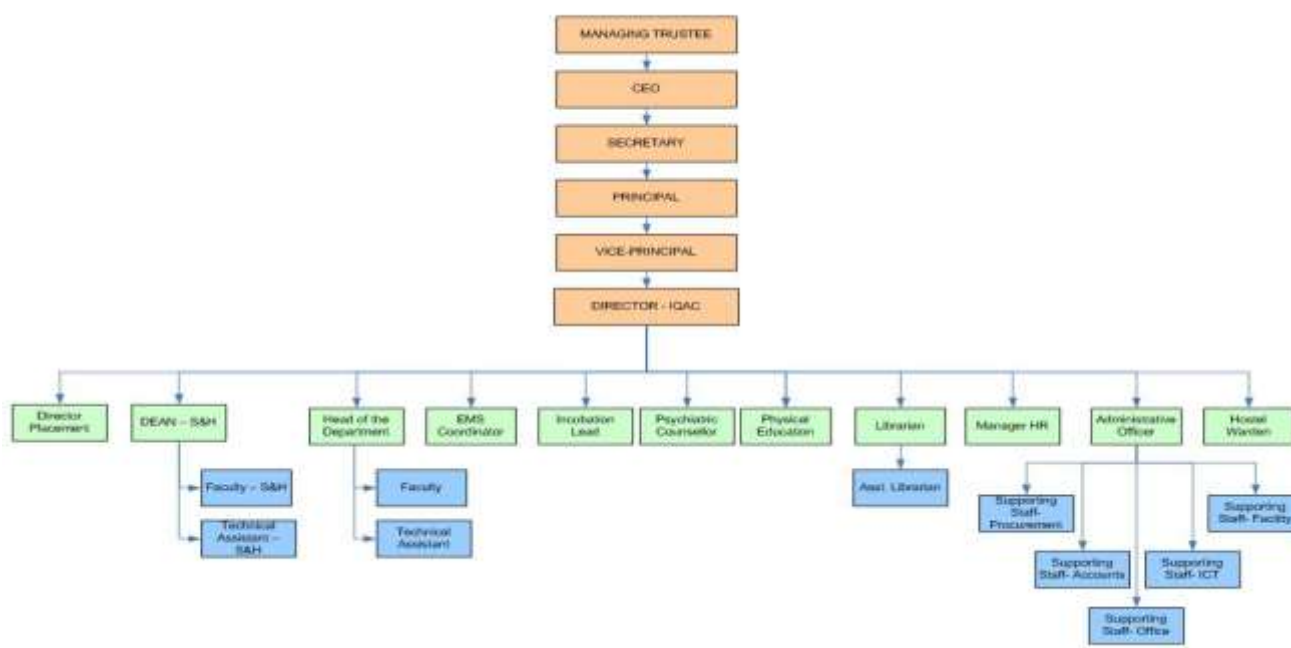 MANAGING TRUSTEE
CEO
SECRETARY
PRINCIPAL
VICE-PRINCIPAL
DIRECTOR - IQAC
Director
Placement
DEAN – S&H
Head of the
Department
EMS
Coordinator
Incubation
Lead
Psychiatric
Counsellor
Physical
Education
Librarian
Manager HR
Administrative
Officer
Hostel
Warden
Faculty – S&H
Technical
Assistant –
S&H
Faculty
Technical
Assistant
Asst. Librarian
Supporting
Staff-
Procurement
Supporting
Staff- Facility
Supporting
Staff- Accounts
Supporting
Staff- ICT
Supporting
Staff- Office